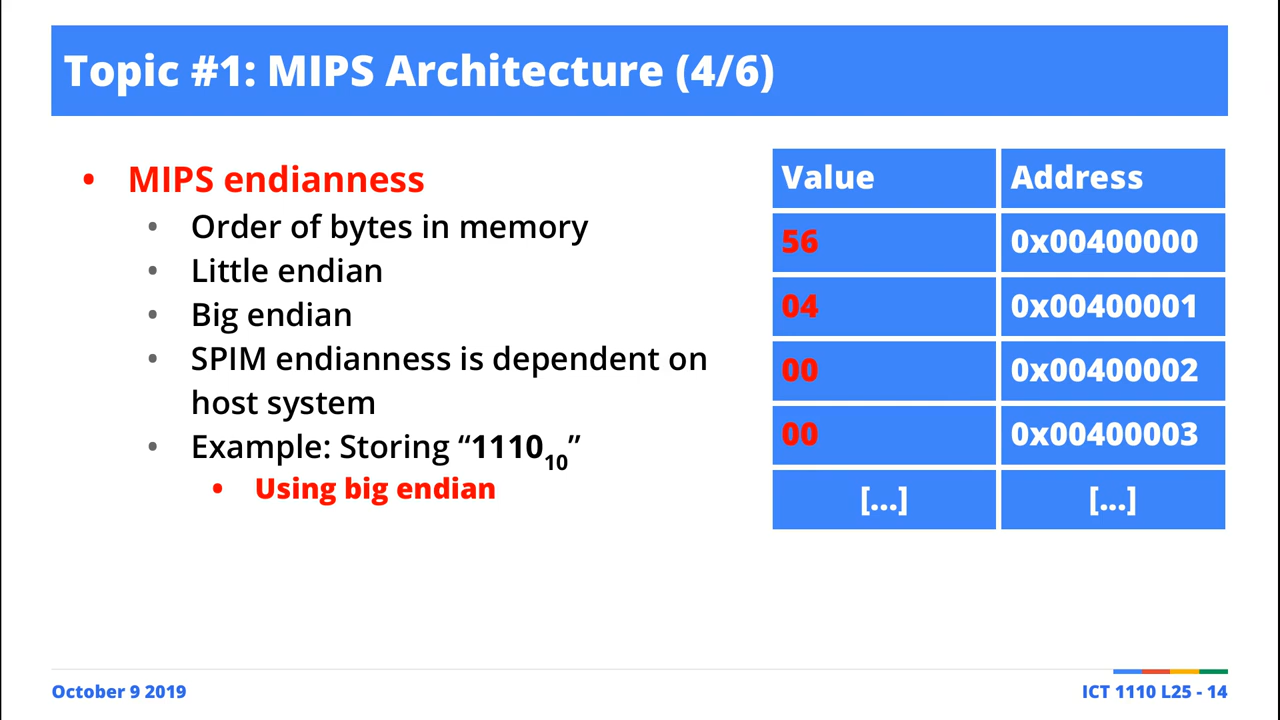 Topic #1: MIPS Architecture (4/6)
• MIPS endianness
• Order of bytes in memory
• Little endian
• Big endian
• SPIM endianness is dependent on
host system
• Example: Storing “1110₁₀”
• Using big endian
Value Address
56 0x00400000
04 0x00400001
00 0x00400002
00 0x00400003
[...] [...]
October 9 2019
ICT 1110 L25 - 14